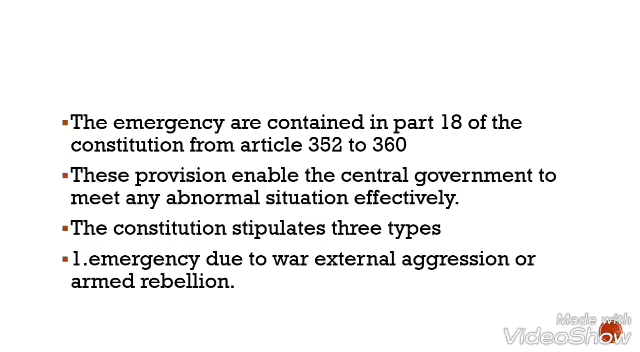 ▪The emergency are contained in part 18 of the
constitution from article 352 to 360
▪These provision enable the central government to
meet any abnormal situation effectively.
▪The constitution stipulates three types
▪1.emergency due to war external aggression or
armed rebellion.
Made with
VideoShow